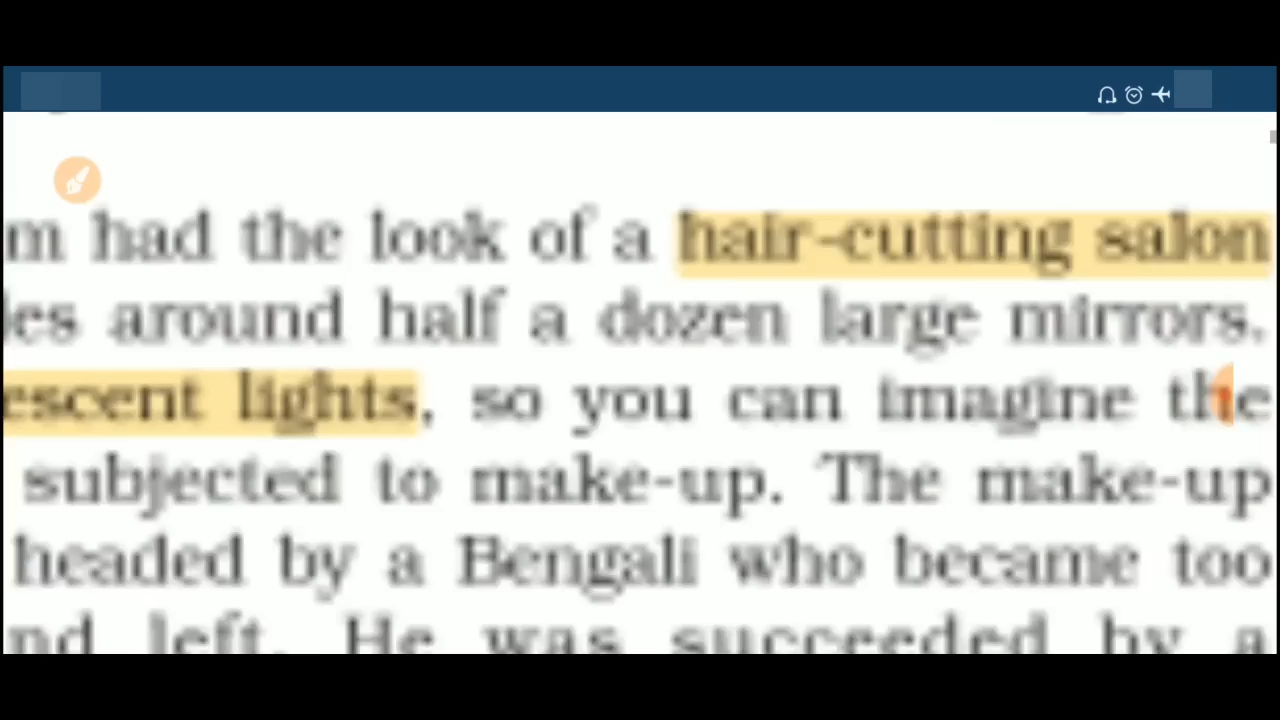 m had the look of a hair-cutting salon
les around half a dozen large mirrors.
escent lights, so you can imagine the
subjected to make-up. The make-up
headed by a Bengali who became too
nd left. He was succeeded by a